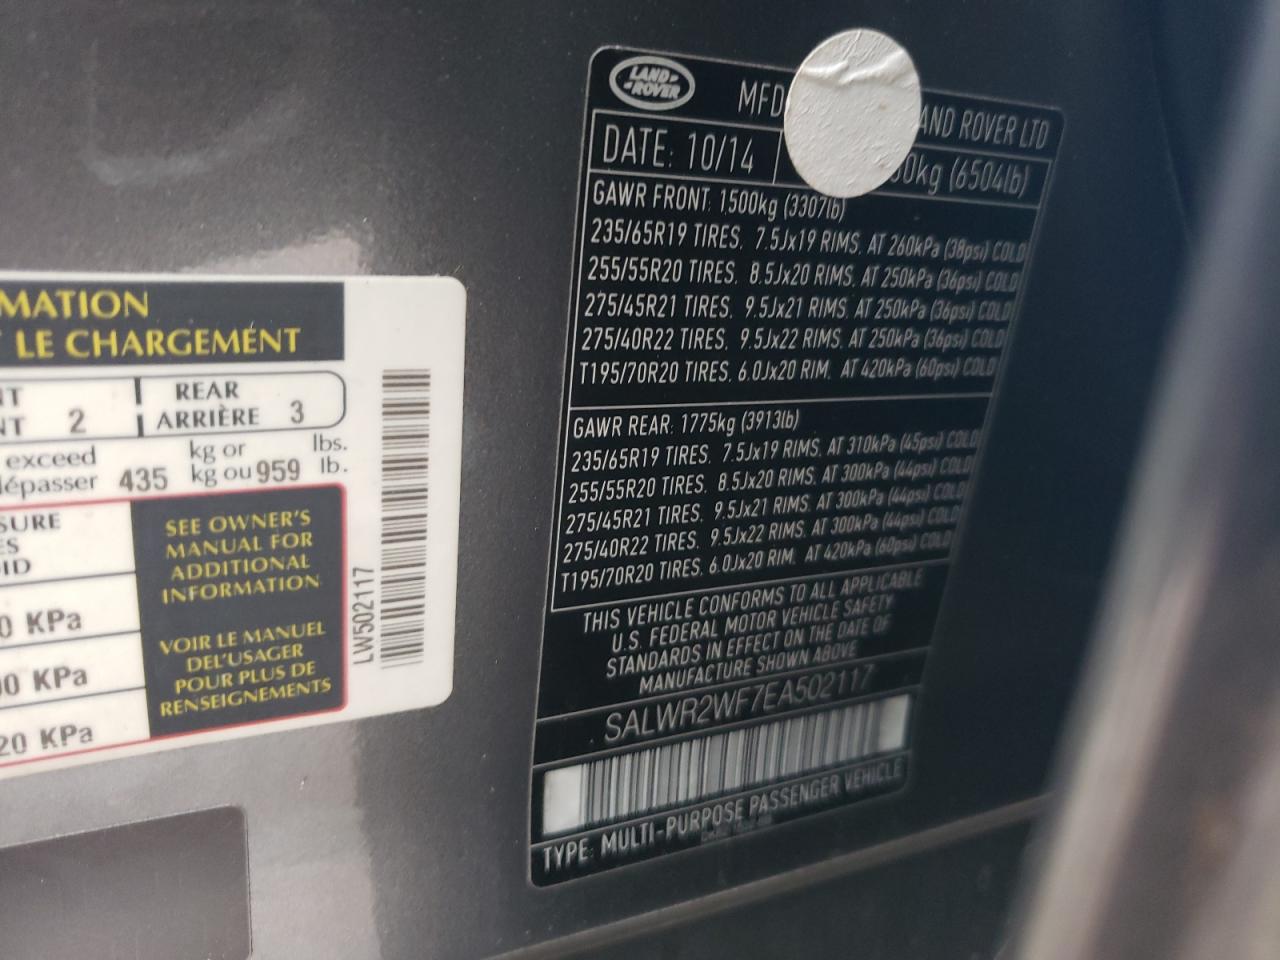 MATION
LE CHARGEMENT
NT 2 REAR
NT ARRIÈRE 3
exceed kg or lbs.
dépasser 435 kg ou 959 lb.
SURE
ES
ID
0 KPa
00 KPa
20 KPa
SEE OWNER'S
MANUAL FOR
ADDITIONAL
INFORMATION
VOIR LE MANUEL
DEL'USAGER
POUR PLUS DE
RENSEIGNEMENTS
LW502117
LAND
ROVER
MFD AND ROVER LTD
DATE: 10/14 50kg (6504lb)
GAWR FRONT: 1500kg (3307lb)
235/65R19 TIRES, 7.5Jx19 RIMS, AT 260kPa (38psi) COLD
255/55R20 TIRES, 8.5Jx20 RIMS, AT 250kPa (36psi) COLD
275/45R21 TIRES, 9.5Jx21 RIMS, AT 250kPa (36psi) COLD
275/40R22 TIRES, 9.5Jx22 RIMS, AT 250kPa (36psi) COLD
T195/70R20 TIRES, 6.0Jx20 RIM, AT 420kPa (60psi) COLD
GAWR REAR: 1775kg (3913lb)
235/65R19 TIRES, 7.5Jx19 RIMS, AT 310kPa (45psi) COLD
255/55R20 TIRES, 8.5Jx20 RIMS, AT 300kPa (44psi) COLD
275/45R21 TIRES, 9.5Jx21 RIMS, AT 300kPa (44psi) COLD
275/40R22 TIRES, 9.5Jx22 RIMS, AT 300kPa (44psi) COLD
T195/70R20 TIRES, 6.0Jx20 RIM, AT 420kPa (60psi) COLD
THIS VEHICLE CONFORMS TO ALL APPLICABLE
U.S. FEDERAL MOTOR VEHICLE SAFETY
STANDARDS IN EFFECT ON THE DATE OF
MANUFACTURE SHOWN ABOVE
SALWR2WF7EA502117
TYPE: MULTI-PURPOSE PASSENGER VEHICLE